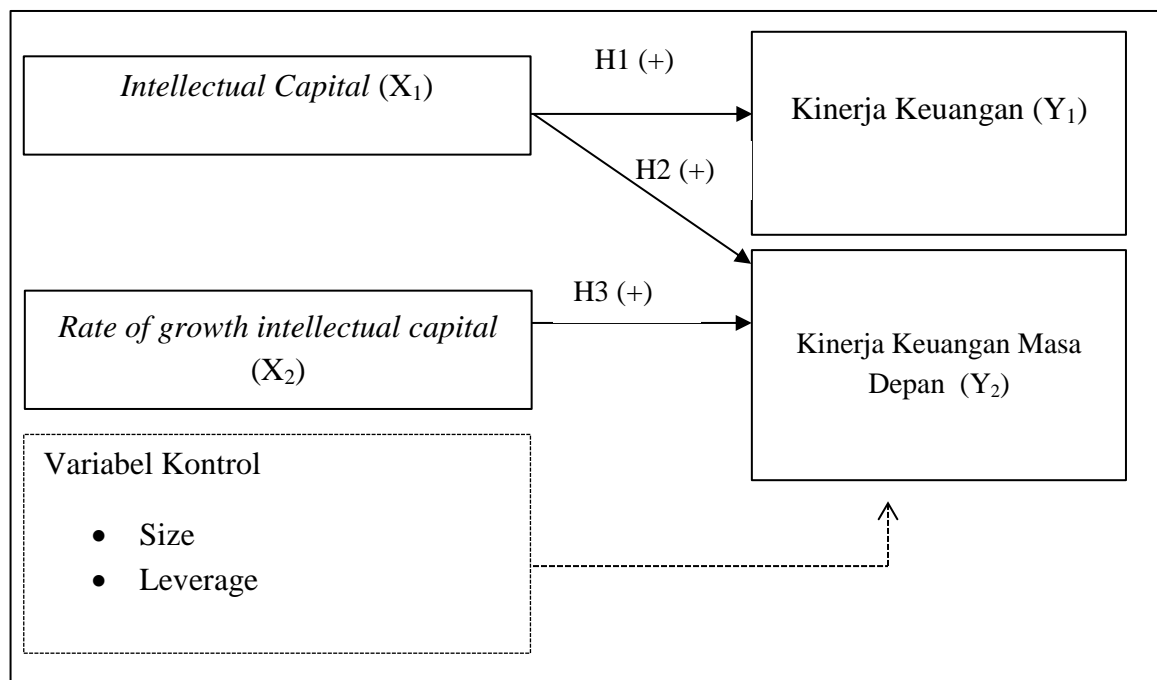 Intellectual Capital (X₁)
H1 (+)
Kinerja Keuangan (Y₁)
H2 (+)
Rate of growth intellectual capital
(X₂)
H3 (+)
Kinerja Keuangan Masa
Depan (Y₂)
Variabel Kontrol
• Size
• Leverage